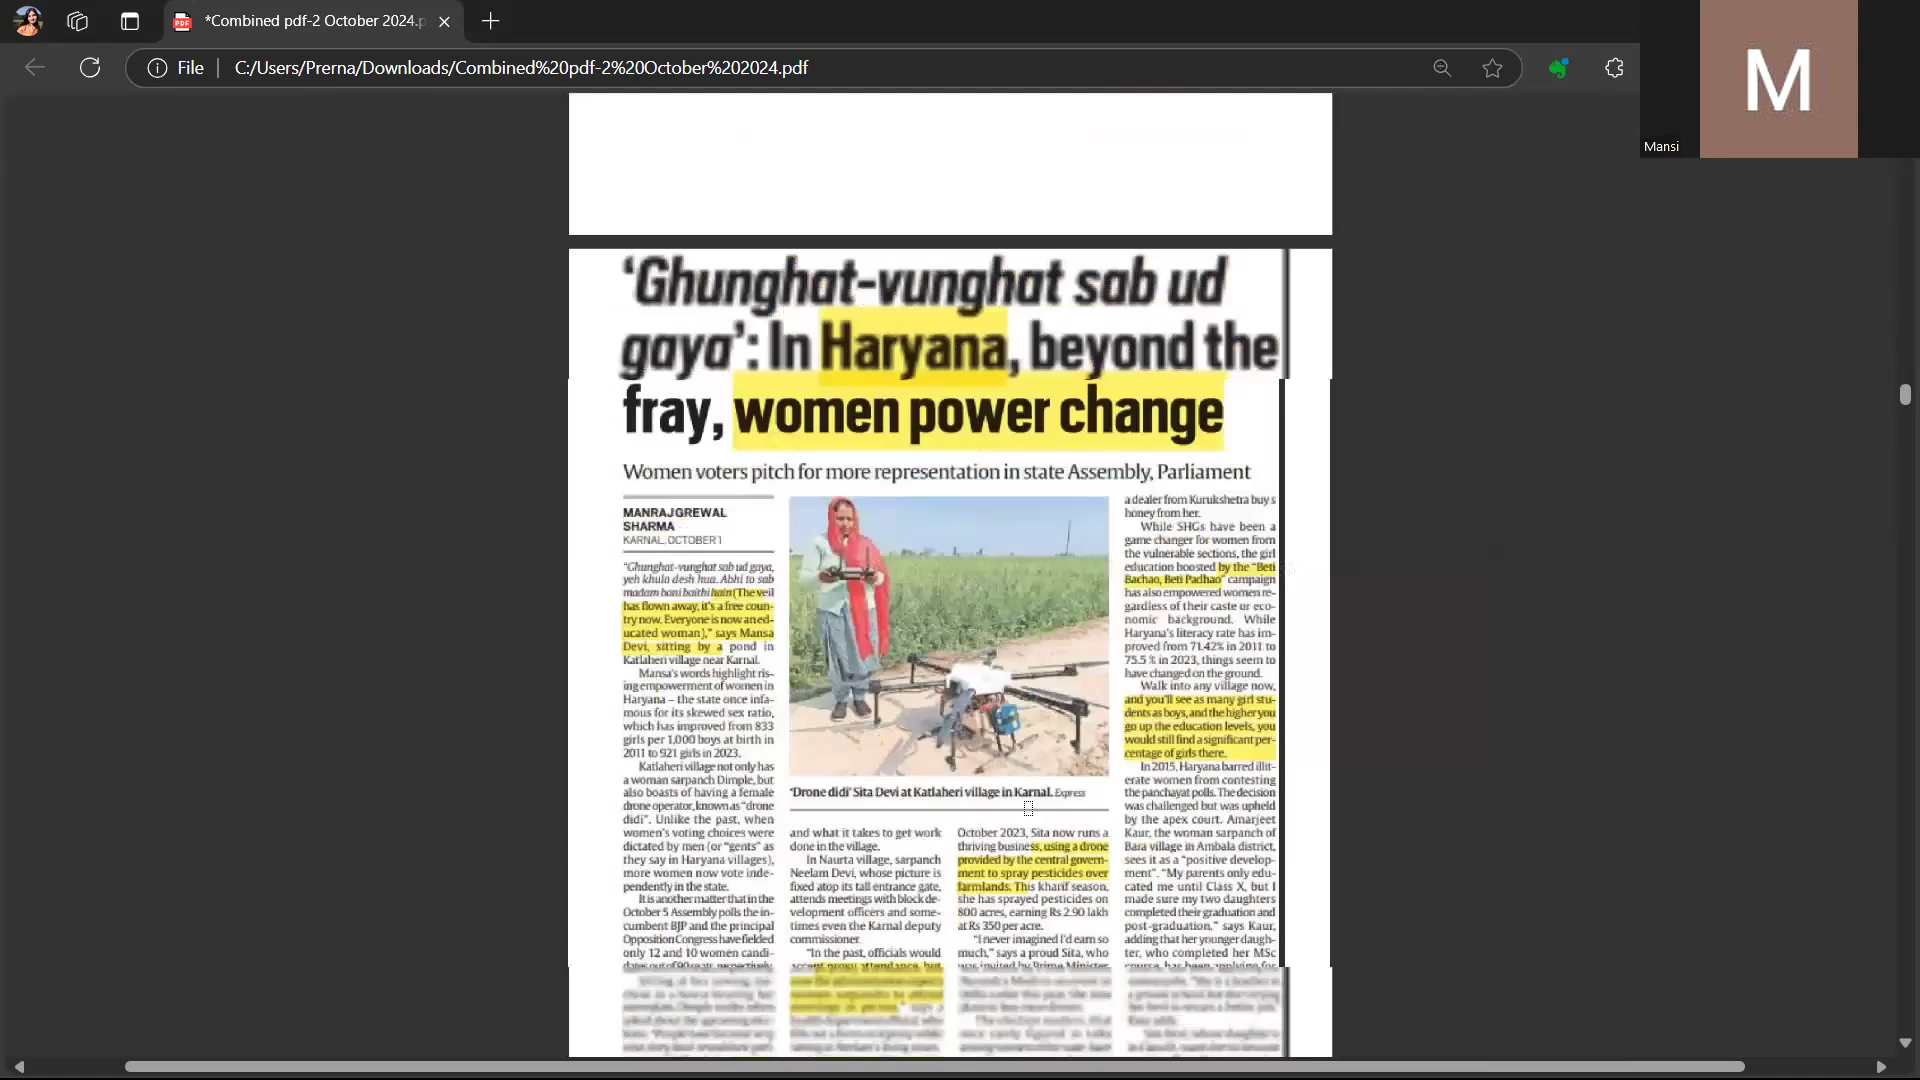 *Combined pdf-2 October 2024.p
File
C:/Users/Prerna/Downloads/Combined%20pdf-2%20October%202024.pdf
M
Mansi
‘Ghunghat-vunghat sab ud
gaya’: In Haryana, beyond the
fray, women power change
Women voters pitch for more representation in state Assembly, Parliament
MANRAJ GREWAL
SHARMA
KARNAL, OCTOBER 1
“Ghunghat-vunghat sab ud gaya,
yeh khula desh hua. Abhi to sab
madam bani baithi hain (The veil
has flown away, it’s a free coun-
try now. Everyone is now an ed-
ucated woman),” says Mansa
Devi, sitting by a pond in
Katlaheri village near Karnal.
Mansa’s words highlight ris-
ing empowerment of women in
Haryana – the state once infa-
mous for its skewed sex ratio,
which has improved from 833
girls per 1,000 boys at birth in
2011 to 921 girls in 2023.
Katlaheri village not only has
a woman sarpanch Dimple, but
also boasts of having a female
drone operator, known as “drone
didi”. Unlike the past, when
women’s voting choices were
dictated by men (or “gents” as
they say in Haryana villages),
more women now vote inde-
pendently in the state.
It is another matter that in the
October 5 Assembly polls the in-
cumbent BJP and the principal
Opposition Congress have fielded
only 12 and 10 women candi-
dates out of 90 seats, respectively.
‘Drone didi’ Sita Devi at Katlaheri village in Karnal. Express
and what it takes to get work
done in the village.
In Naurta village, sarpanch
Neelam Devi, whose picture is
fixed atop its tall entrance gate,
attends meetings with block de-
velopment officers and some-
times even the Karnal deputy
commissioner.
“In the past, officials would
accept proxy attendance, but
October 2023, Sita now runs a
thriving business, using a drone
provided by the central govern-
ment to spray pesticides over
farmlands. This kharif season,
she has sprayed pesticides on
800 acres, earning Rs 2.90 lakh
at Rs 350 per acre.
“I never imagined I’d earn so
much,” says a proud Sita, who
was invited by Prime Minister
a dealer from Kurukshetra buys
honey from her.
While SHGs have been a
game changer for women from
the vulnerable sections, the girl
education boosted by the “Beti
Bachao, Beti Padhao” campaign
has also empowered women re-
gardless of their caste or eco-
nomic background. While
Haryana’s literacy rate has im-
proved from 71.42% in 2011 to
75.5 % in 2023, things seem to
have changed on the ground.
Walk into any village now,
and you’ll see as many girl stu-
dents as boys, and the higher you
go up the education levels, you
would still find a significant per-
centage of girls there.
In 2015, Haryana barred illit-
erate women from contesting
the panchayat polls. The decision
was challenged but was upheld
by the apex court. Amarjeet
Kaur, the woman sarpanch of
Bara village in Ambala district,
sees it as a “positive develop-
ment”. “My parents only edu-
cated me until Class X, but I
made sure my two daughters
completed their graduation and
post-graduation,” says Kaur,
adding that her younger daugh-
ter, who completed her MSc
course, has been applying for